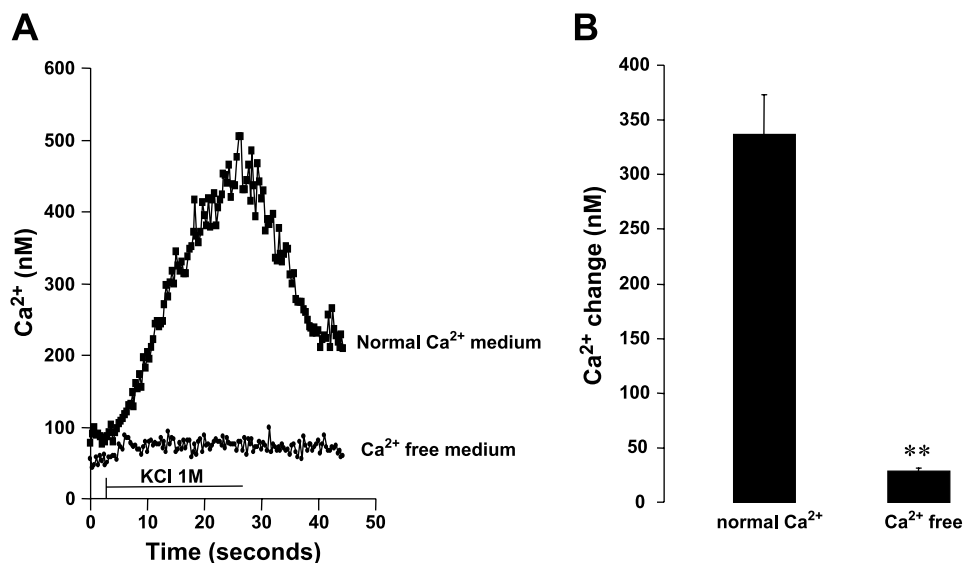 A
Ca²⁺ (nM)
600
500
400
300
200
100
0
Normal Ca²⁺ medium
Ca²⁺ free medium
KCl 1M
0 10 20 30 40 50
Time (seconds)
B
Ca²⁺ change (nM)
400
350
300
250
200
150
100
50
0
**
normal Ca²⁺ Ca²⁺ free